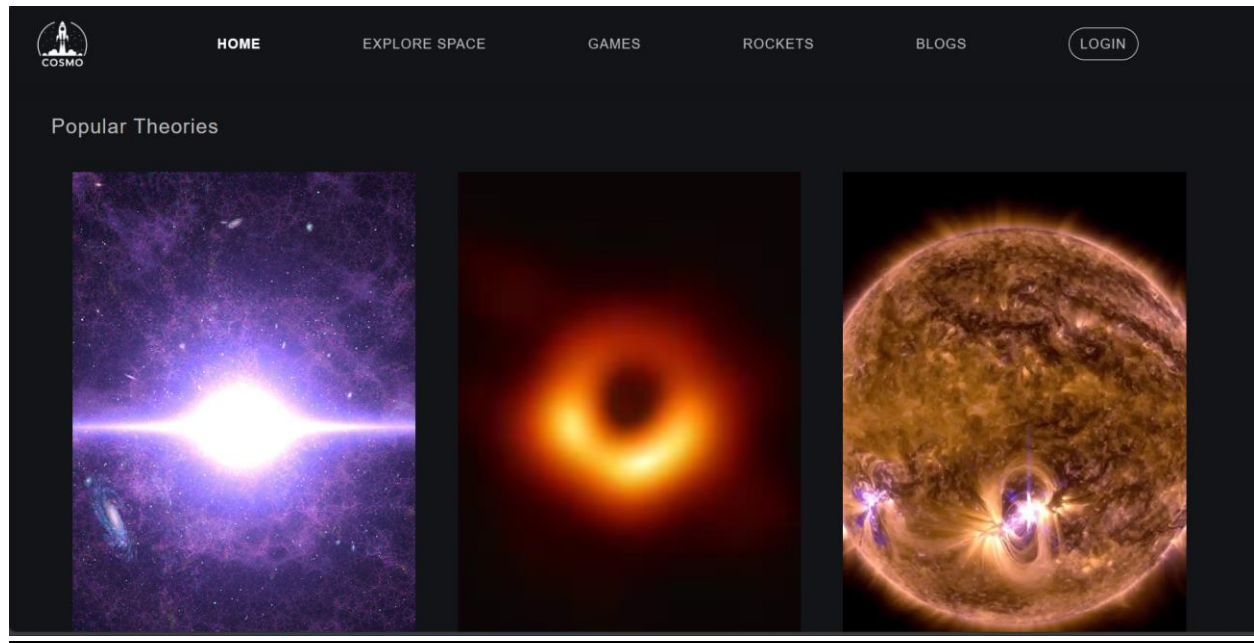 COSMO
HOME EXPLORE SPACE GAMES ROCKETS BLOGS LOGIN
Popular Theories